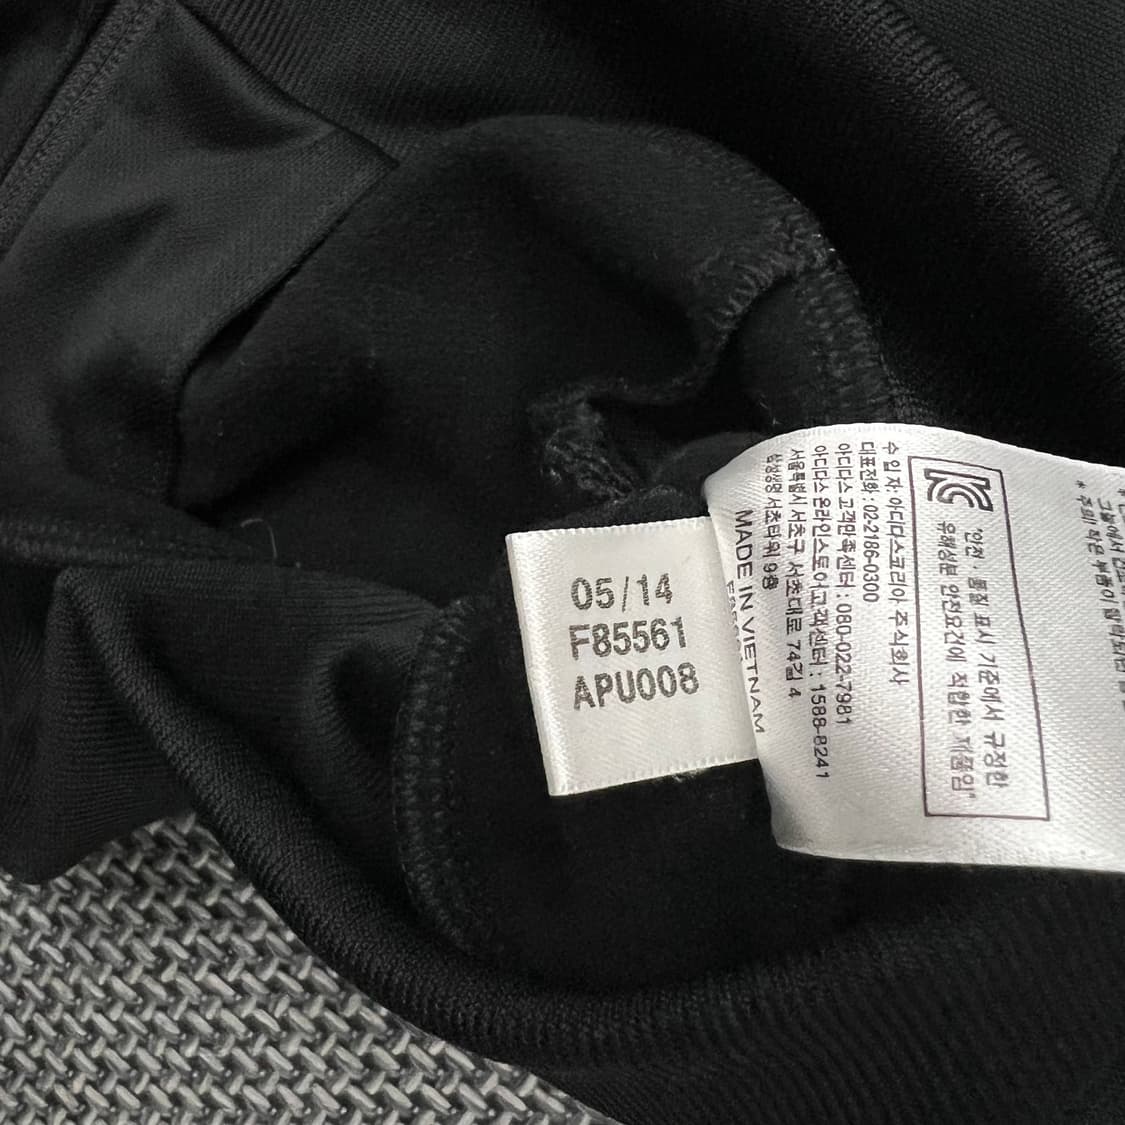 05/14
F85561
APU008
수 입 자: 아디다스코리아 주식회사
대표전화: 02-2186-0300
아디다스 고객만족센터 : 080-022-7981
아디다스 온라인스토어고객센터 : 1588-8241
서울특별시 서초구 서초대로 74길 4
삼성생명 서초타워 9층
MADE IN VIETNAM
KC
"안전·품질 표시기준에서 규정한
유해성분 안전요건에 적합한 제품임"